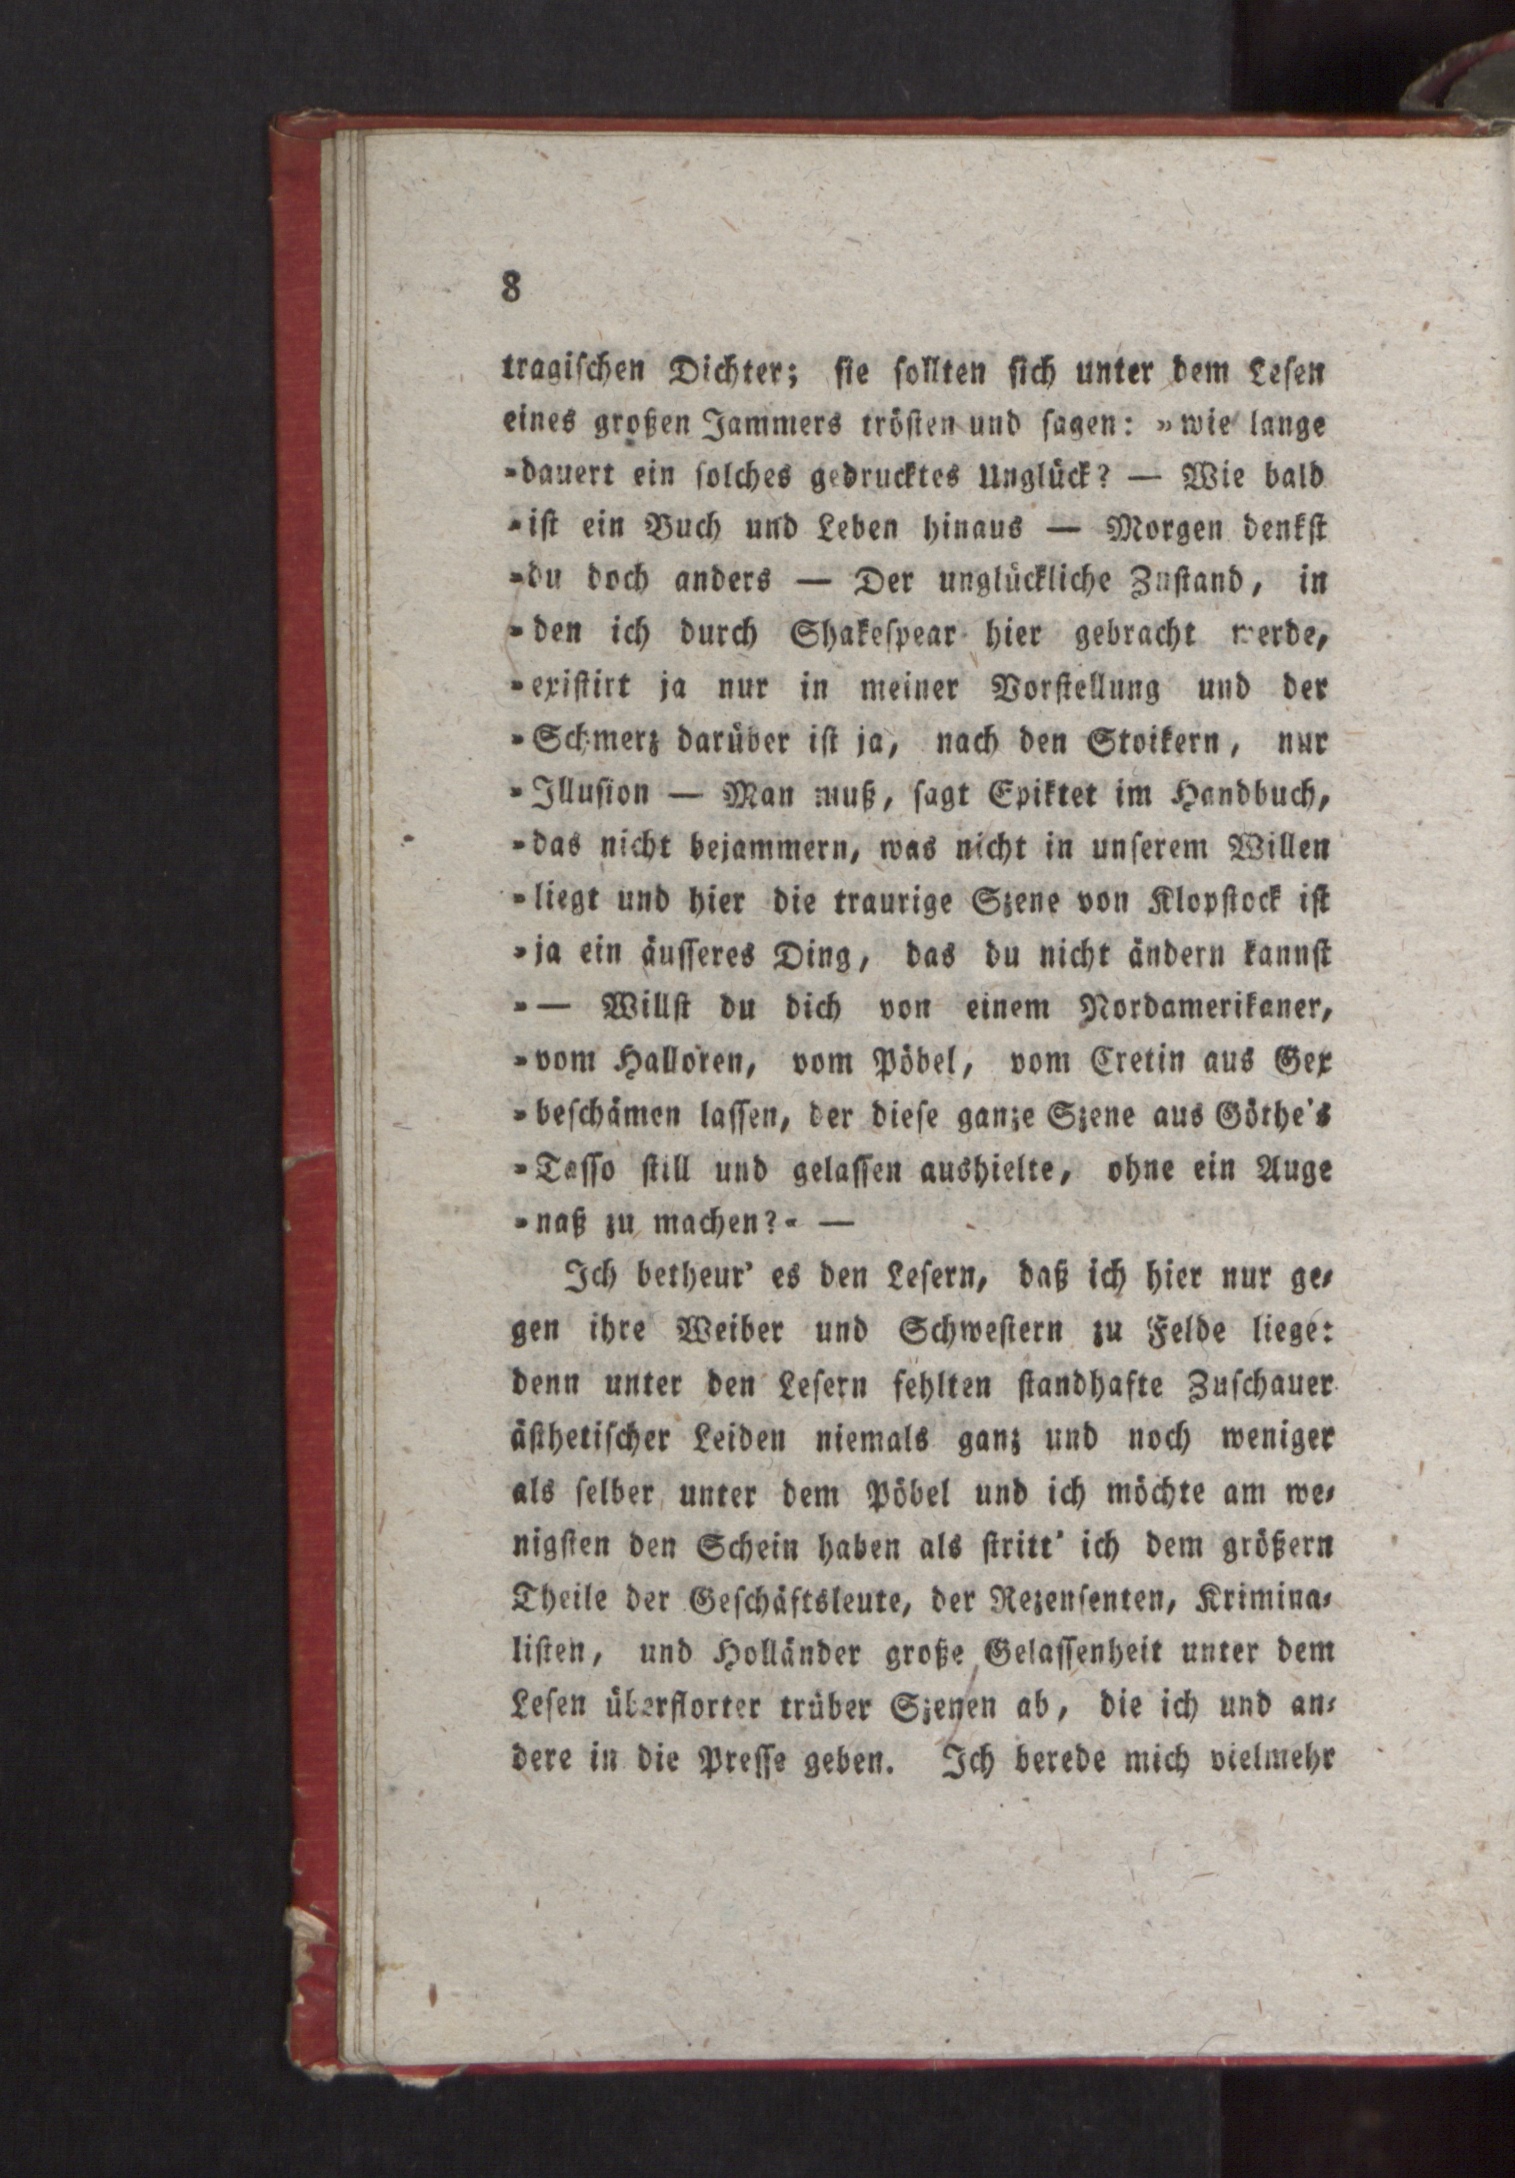 8
tragiſchen Dichter; ſie ſollten ſich unter dem Leſen
eines großen Jammers tröſten und ſagen: »wie lange
»dauert ein ſolches gedrucktes Unglück? — Wie bald
»iſt ein Buch und Leben hinaus — Morgen denkſt
»du doch anders — Der unglückliche Zuſtand, in
»den ich durch Shakeſpear hier gebracht werde,
»exiſtirt ja nur in meiner Vorſtellung und der
»Schmerz darüber iſt ja, nach den Stoikern, nur
»Illuſion — Man muß, ſagt Epiktet im Handbuch,
»das nicht bejammern, was nicht in unſerem Willen
»liegt und hier die traurige Szene von Klopſtock iſt
»ja ein äuſſeres Ding, das du nicht ändern kannſt
»— Willſt du dich von einem Nordamerikaner,
»vom Halloren, vom Pöbel, vom Cretin aus Gex
»beſchämen laſſen, der dieſe ganze Szene aus Göthe's
»Taſſo ſtill und gelaſſen aushielte, ohne ein Auge
»naß zu machen?« —
Ich betheur' es den Leſern, daß ich hier nur ge⸗
gen ihre Weiber und Schweſtern zu Felde liege:
denn unter den Leſern fehlten ſtandhafte Zuſchauer
äſthetiſcher Leiden niemals ganz und noch weniger
als ſelber unter dem Pöbel und ich möchte am we⸗
nigſten den Schein haben als ſtritt' ich dem größern
Theile der Geſchäftsleute, der Rezenſenten, Krimina⸗
liſten, und Holländer große Gelaſſenheit unter dem
Leſen überflorter trüber Szenen ab, die ich und an⸗
dere in die Preſſe geben. Ich berede mich vielmehr